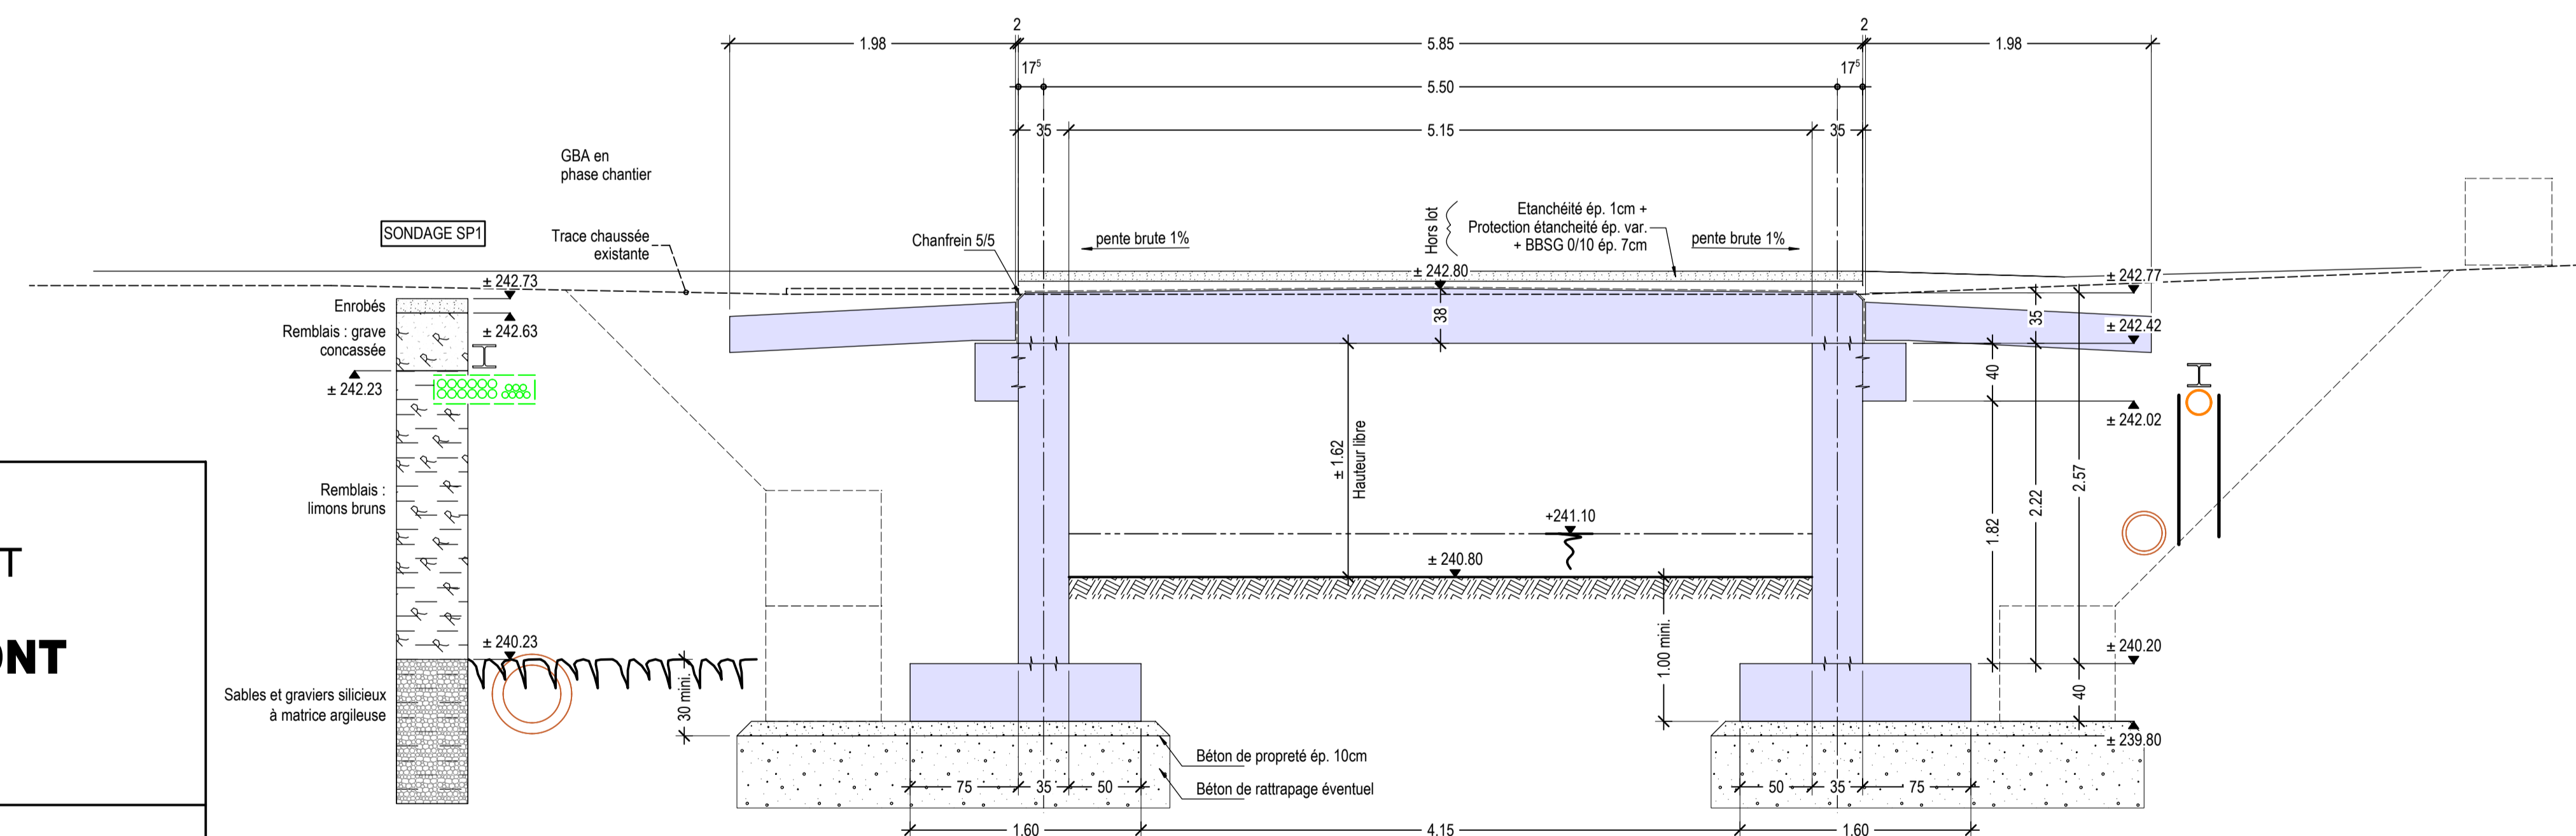 2
2
1.98
5.85
1.98
17⁵
17⁵
5.50
35
5.15
35
GBA en
phase chantier
SONDAGE SP1
Trace chaussée
existante
Chanfrein 5/5
pente brute 1%
Hors lot
Etanchéité ép. 1cm +
Protection étancheité ép. var.
+ BBSG 0/10 ép. 7cm
pente brute 1%
± 242.80
± 242.77
± 242.73
Enrobés
± 242.63
Remblais : grave
concassée
± 242.23
38
35
± 242.42
40
± 242.02
± 1.62
Hauteur libre
Remblais :
limons bruns
+241.10
± 240.80
1.82
2.22
2.57
T
ONT
± 240.23
1.00 mini.
± 240.20
Sables et graviers silicieux
à matrice argileuse
30 mini.
40
± 239.80
Béton de propreté ép. 10cm
Béton de rattrapage éventuel
75
35
50
50
35
75
1.60
4.15
1.60